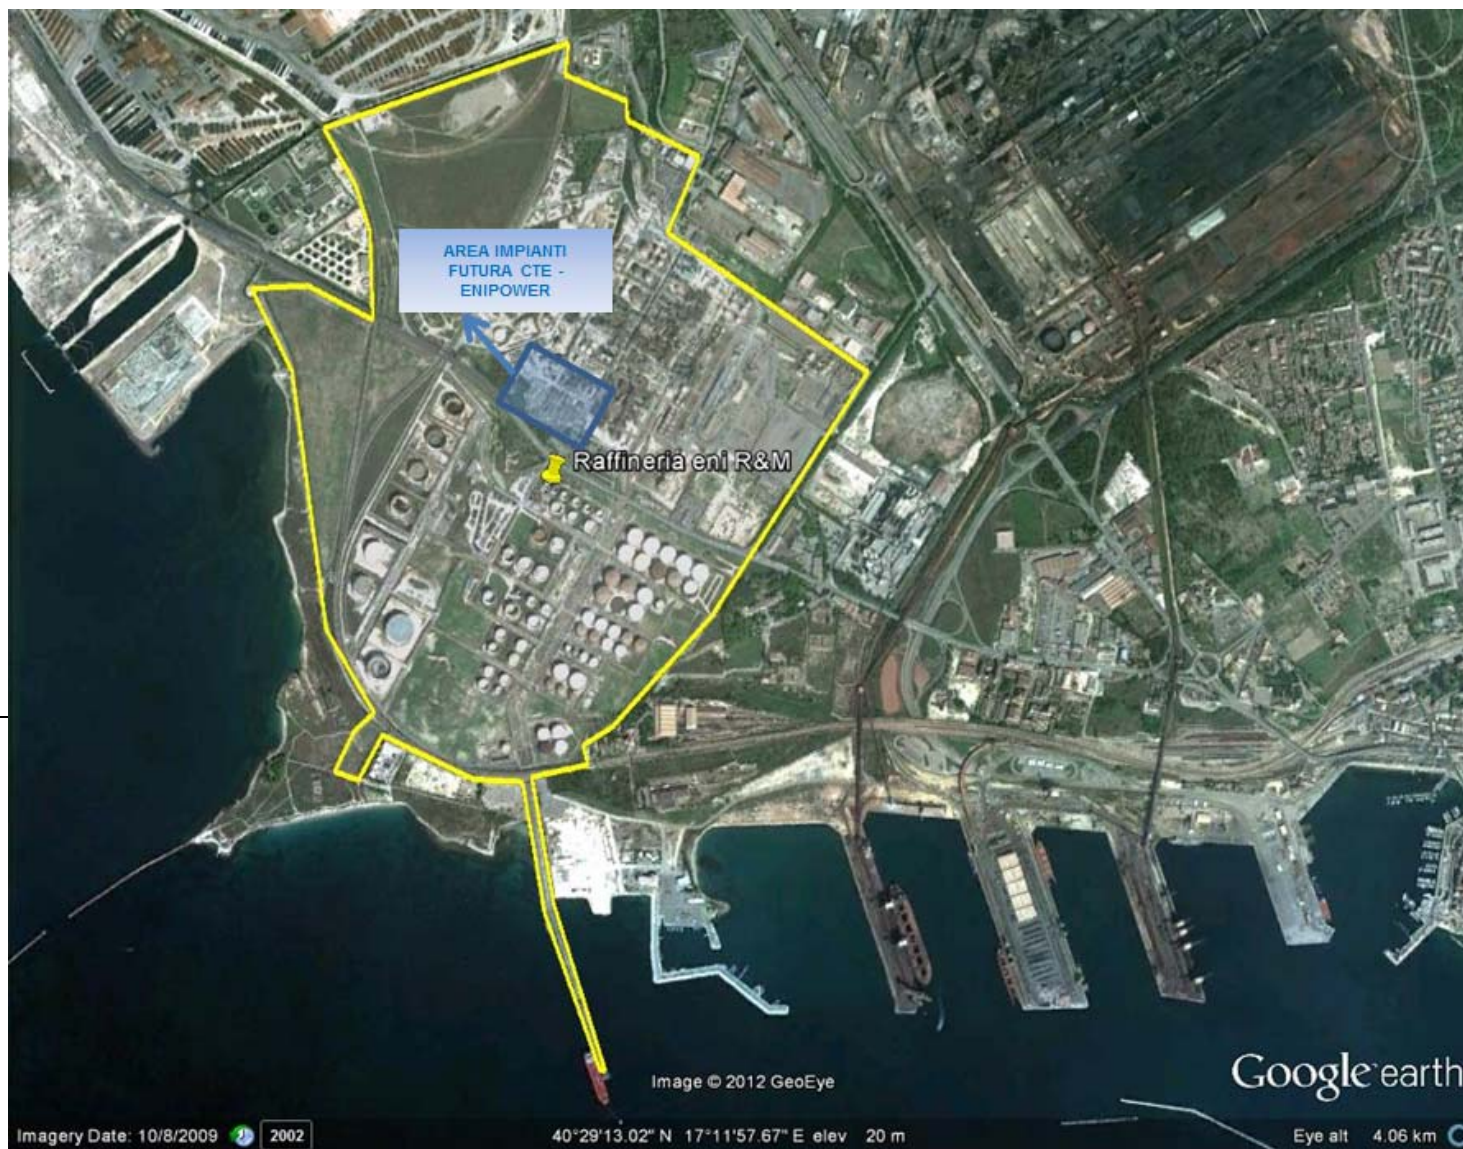 AREA IMPIANTI
FUTURA CTE -
ENIPOWER
Raffineria eni R&M
Image © 2012 GeoEye
Google earth
Imagery Date: 10/8/2009
2002
40°29'13.02" N 17°11'57.67" E elev 20 m
Eye alt 4.06 km